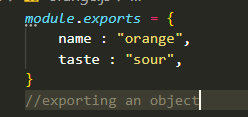 module.exports = {
    name : "orange",
    taste : "sour",
}
//exporting an object